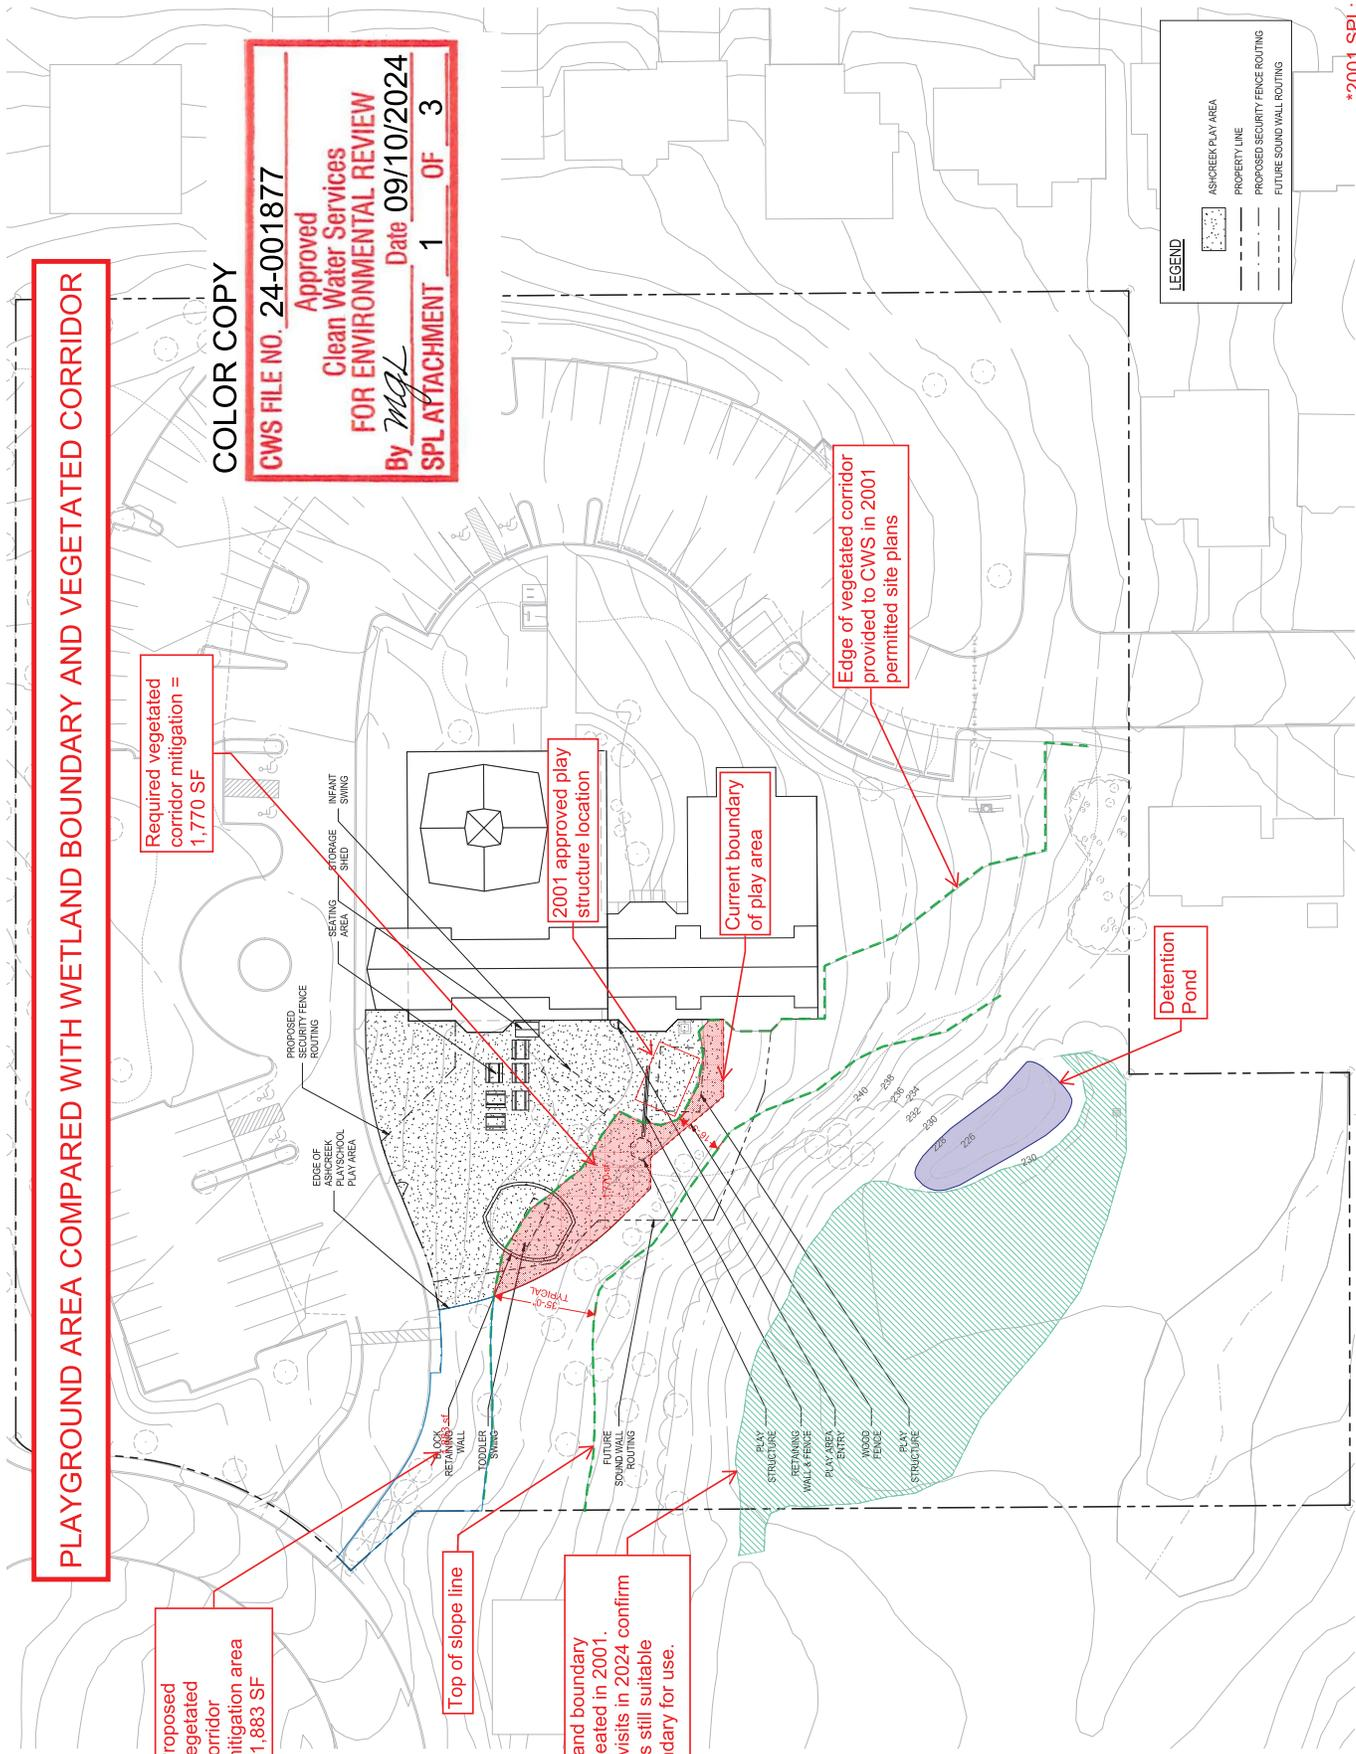 PLAYGROUND AREA COMPARED WITH WETLAND BOUNDARY AND VEGETATED CORRIDOR
COLOR COPY
CWS FILE NO. 24-001877
Approved
Clean Water Services
FOR ENVIRONMENTAL REVIEW
By MGL Date 09/10/2024
SPL ATTACHMENT 1 OF 3
Required vegetated
corridor mitigation =
1,770 SF
roposed
egetated
orridor
nitigation area
1,883 SF
PROPOSED
SECURITY FENCE
ROUTING
EDGE OF
ASHCREEK
PLAYSCHOOL
PLAY AREA
SEATING
AREA
STORAGE
SHED
INFANT
SWING
2001 approved play
structure location
Current boundary
of play area
Edge of vegetated corridor
provided to CWS in 2001
permitted site plans
BLOCK
RETAINING
WALL
TODDLER
SWING
35'-0"
TYPICAL
Top of slope line
FUTURE
SOUND WALL
ROUTING
and boundary
eated in 2001.
visits in 2024 confirm
s still suitable
ndary for use.
PLAY
STRUCTURE
RETAINING
WALL & FENCE
PLAY AREA
ENTRY
WOOD
FENCE
PLAY
STRUCTURE
240
238
236
234
232
230
228
226
230
Detention
Pond
LEGEND
ASHCREEK PLAY AREA
PROPERTY LINE
PROPOSED SECURITY FENCE ROUTING
FUTURE SOUND WALL ROUTING
*2001 SPL